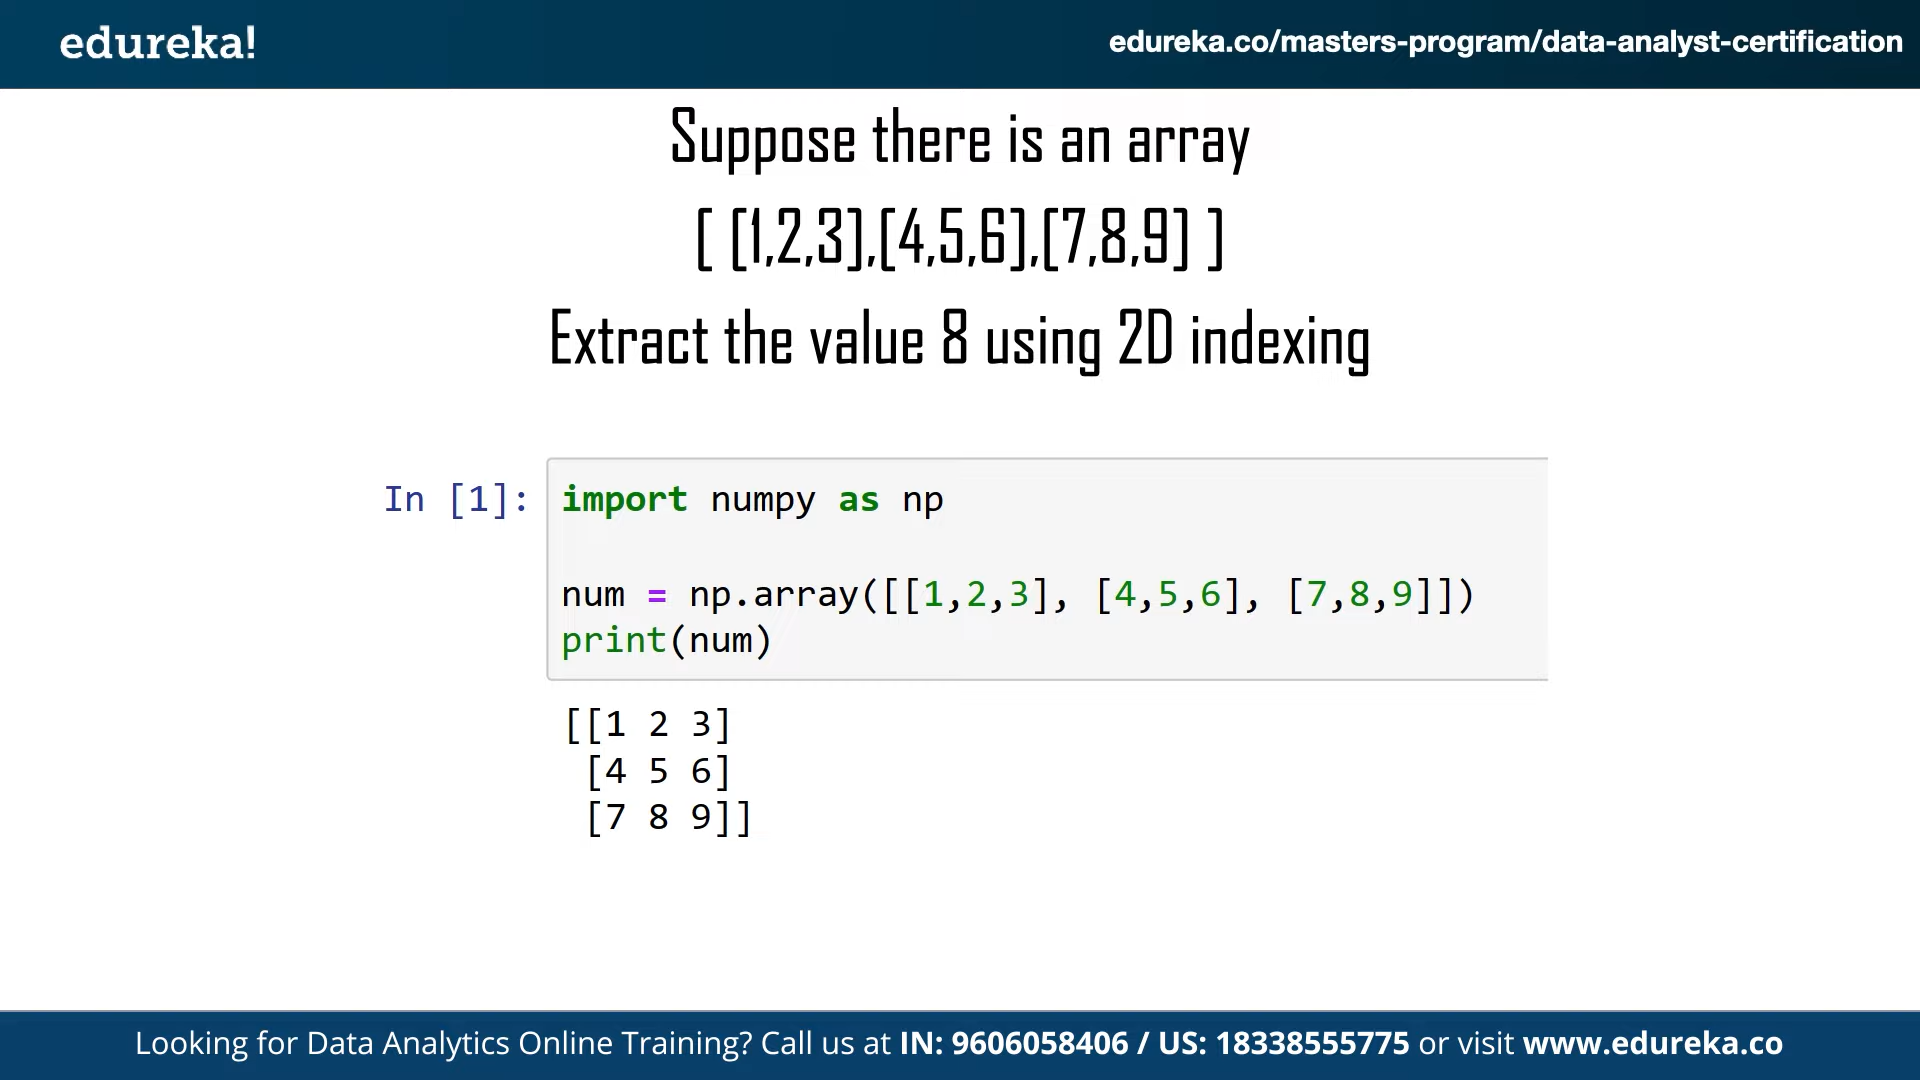 edureka!
edureka.co/masters-program/data-analyst-certification
Suppose there is an array
[ [1,2,3],[4,5,6],[7,8,9] ]
Extract the value 8 using 2D indexing
In [1]: import numpy as np
num = np.array([[1,2,3], [4,5,6], [7,8,9]])
print(num)
[[1 2 3]
[4 5 6]
[7 8 9]]
Looking for Data Analytics Online Training? Call us at IN: 9606058406 / US: 18338555775 or visit www.edureka.co